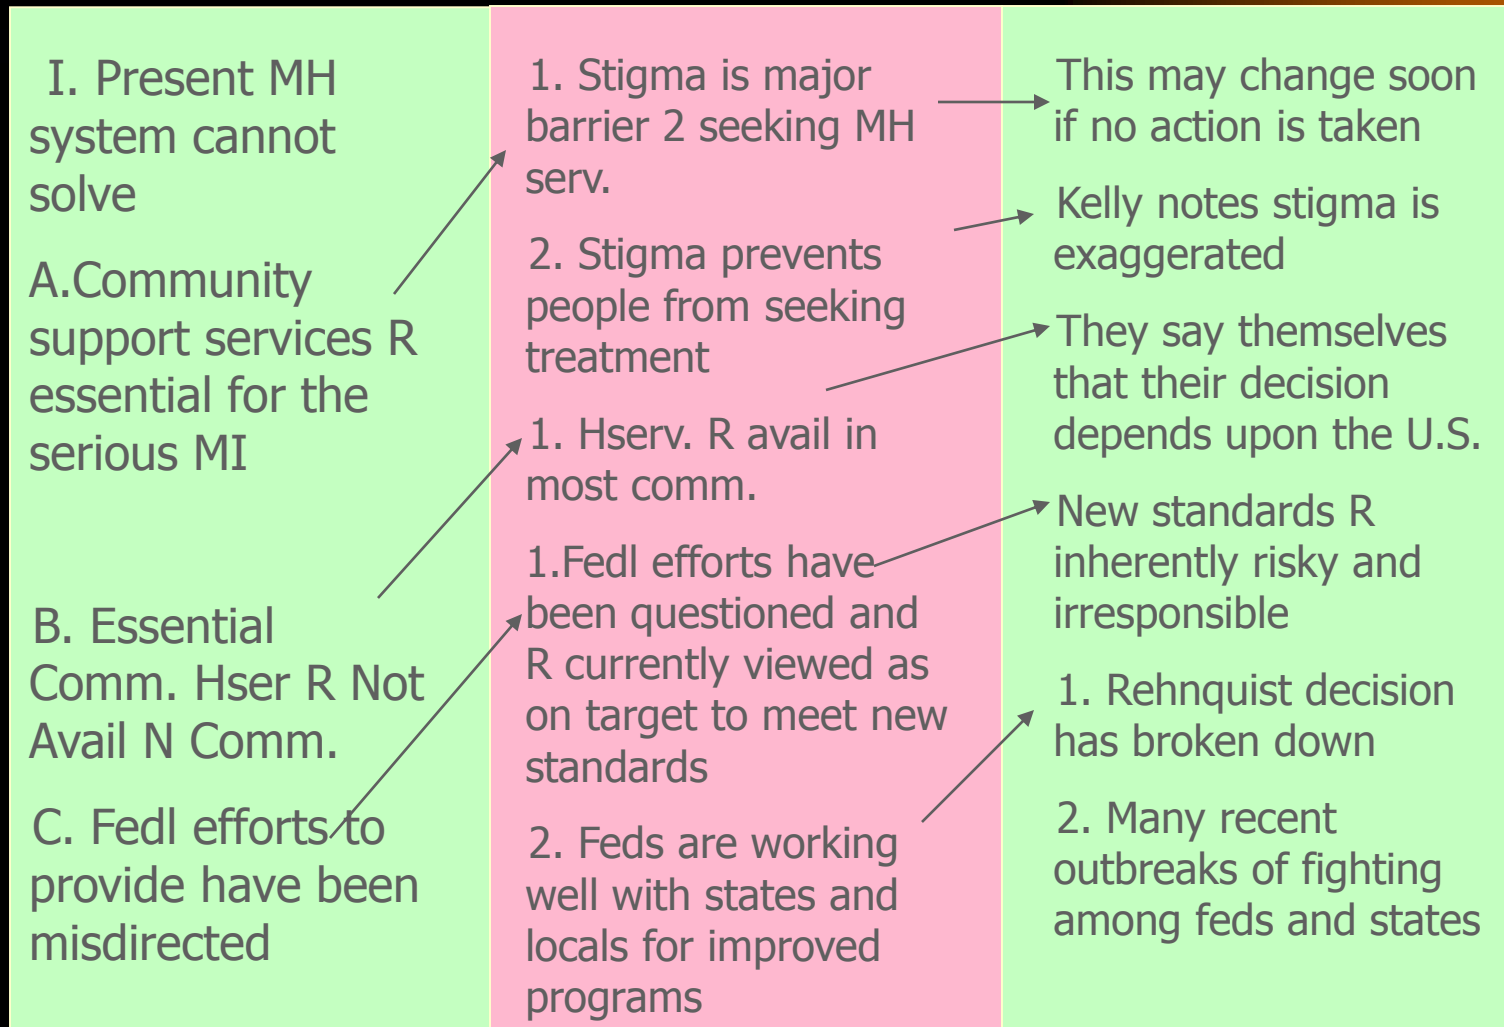 I. Present MH
system cannot
solve
A.Community
support services R
essential for the
serious MI
B. Essential
Comm. Hser R Not
Avail N Comm.
C. Fedl efforts to
provide have been
misdirected
1. Stigma is major
barrier 2 seeking MH
serv.
2. Stigma prevents
people from seeking
treatment
1. Hserv. R avail in
most comm.
1.Fedl efforts have
been questioned and
R currently viewed as
on target to meet new
standards
2. Feds are working
well with states and
locals for improved
programs
This may change soon
if no action is taken
Kelly notes stigma is
exaggerated
They say themselves
that their decision
depends upon the U.S.
New standards R
inherently risky and
irresponsible
1. Rehnquist decision
has broken down
2. Many recent
outbreaks of fighting
among feds and states